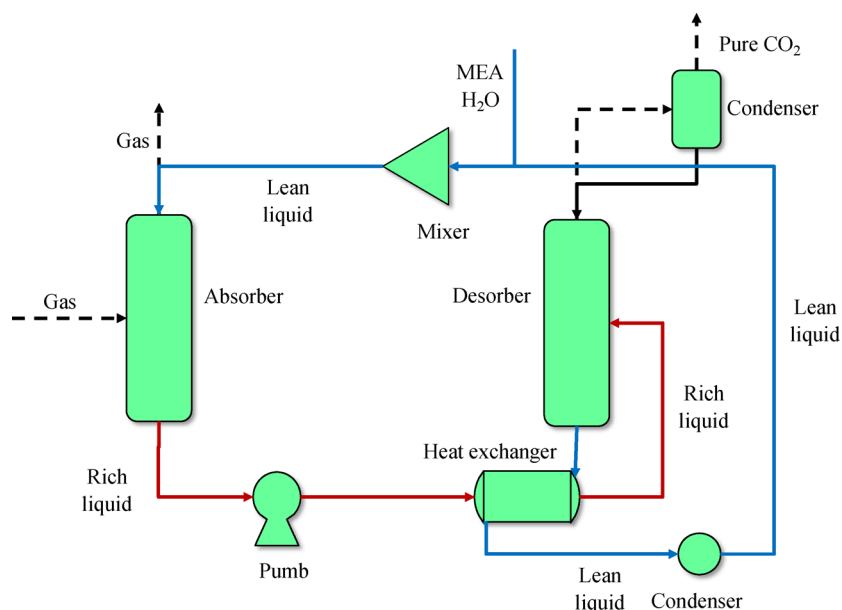 Pure CO₂
MEA
H₂O
Condenser
Gas
Lean
liquid
Mixer
Gas
Absorber
Desorber
Lean
liquid
Rich
liquid
Heat exchanger
Rich
liquid
Pumb
Lean
liquid
Condenser